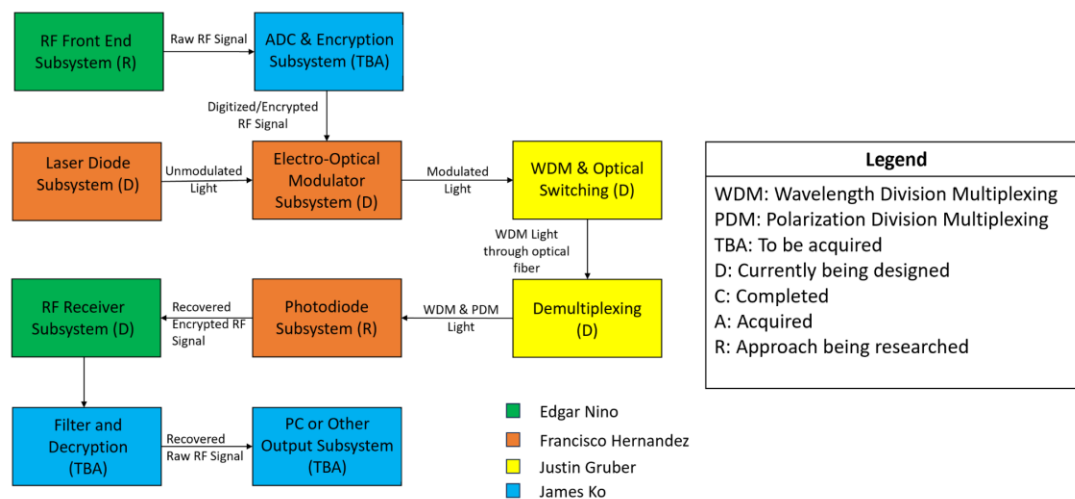 RF Front End
Subsystem (R)
Raw RF Signal
ADC & Encryption
Subsystem (TBA)
Digitized/Encrypted
RF Signal
Laser Diode
Subsystem (D)
Unmodulated
Light
Electro-Optical
Modulator
Subsystem (D)
Modulated
Light
WDM & Optical
Switching (D)
WDM Light
through optical
fiber
RF Receiver
Subsystem (D)
Recovered
Encrypted RF
Signal
Photodiode
Subsystem (R)
WDM & PDM
Light
Demultiplexing
(D)
Filter and
Decryption
(TBA)
Recovered
Raw RF Signal
PC or Other
Output Subsystem
(TBA)
Edgar Nino
Francisco Hernandez
Justin Gruber
James Ko
Legend
WDM: Wavelength Division Multiplexing
PDM: Polarization Division Multiplexing
TBA: To be acquired
D: Currently being designed
C: Completed
A: Acquired
R: Approach being researched